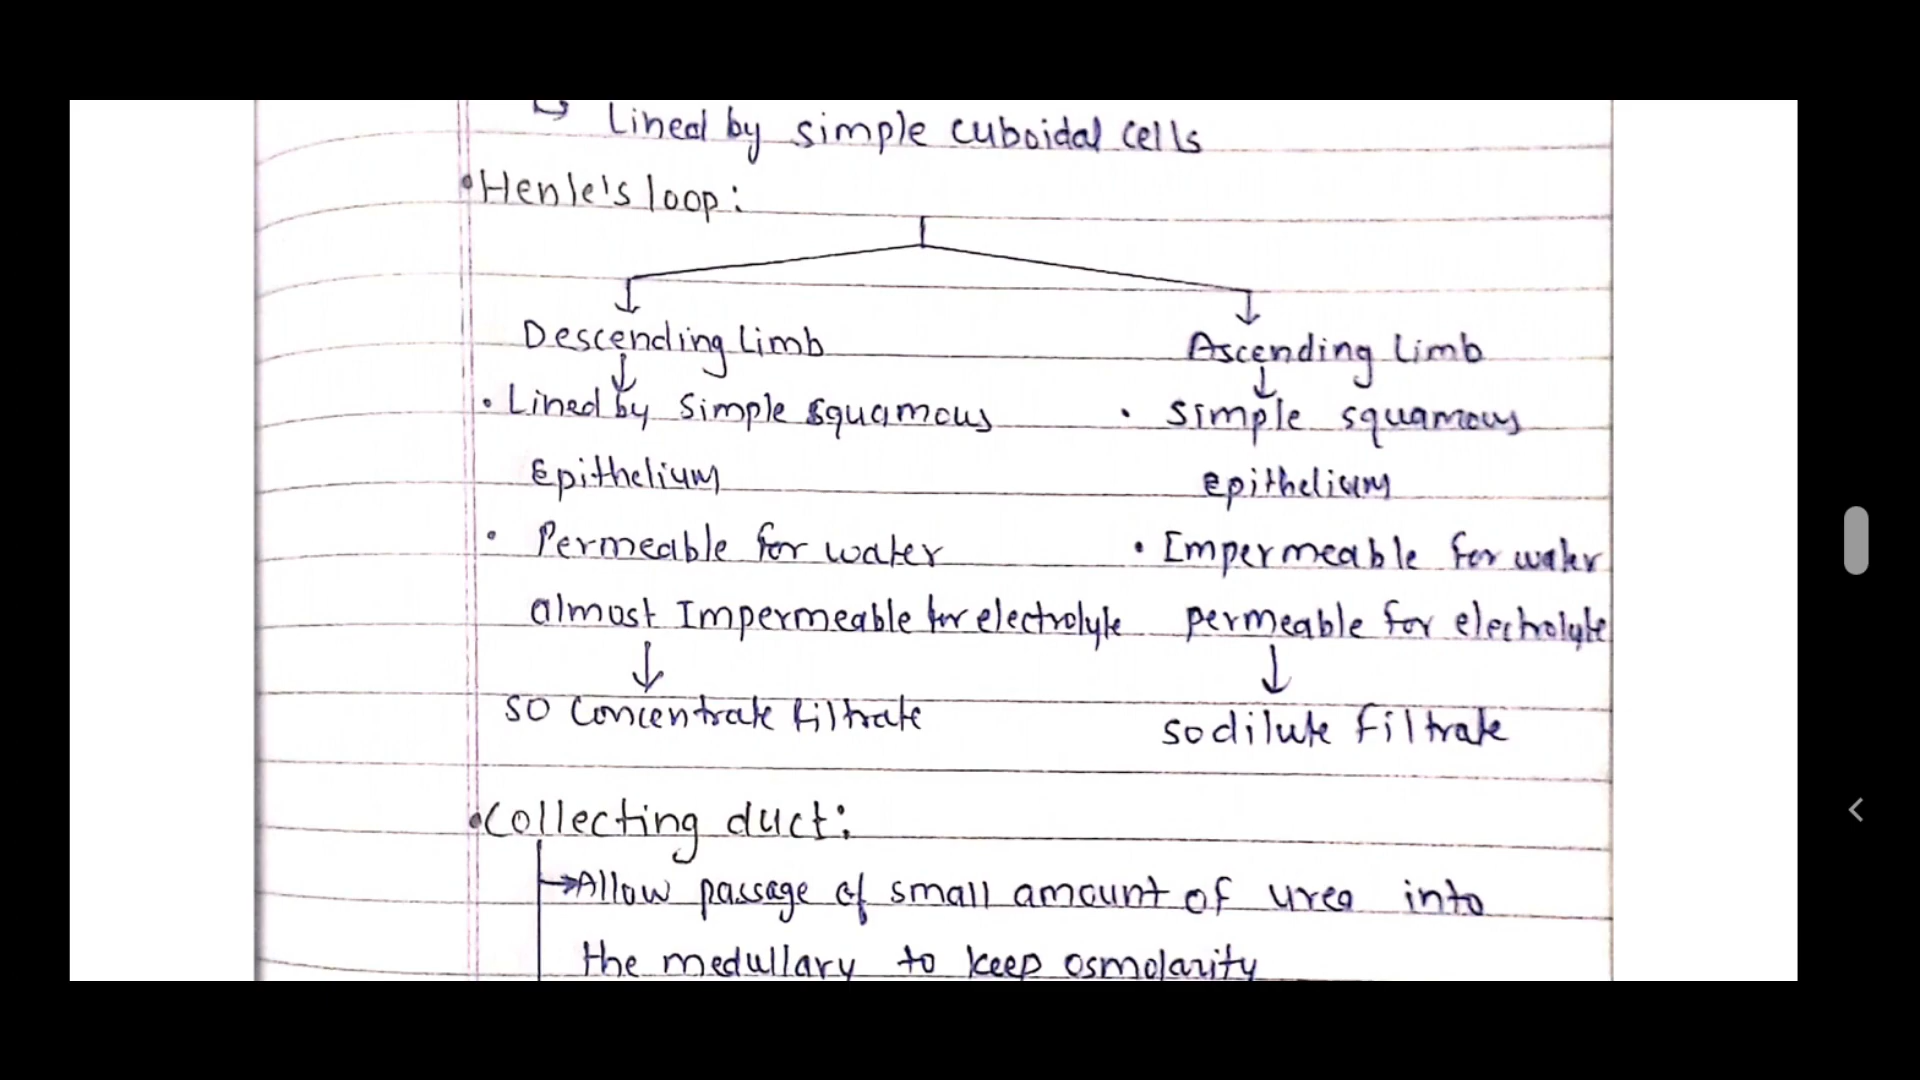 ↳ Lined by simple cuboidal cells
• Henle's loop:
Descending Limb
Ascending Limb
• Lined by simple squamous
• simple squamous
Epithelium
epithelium
• Permeable for water
• Impermeable for water
almost Impermeable for electrolyte
permeable for electrolyte
so concentrate filtrate
so dilute filtrate
• Collecting duct:
→ Allow passage of small amount of urea into
the medullary to keep osmolarity